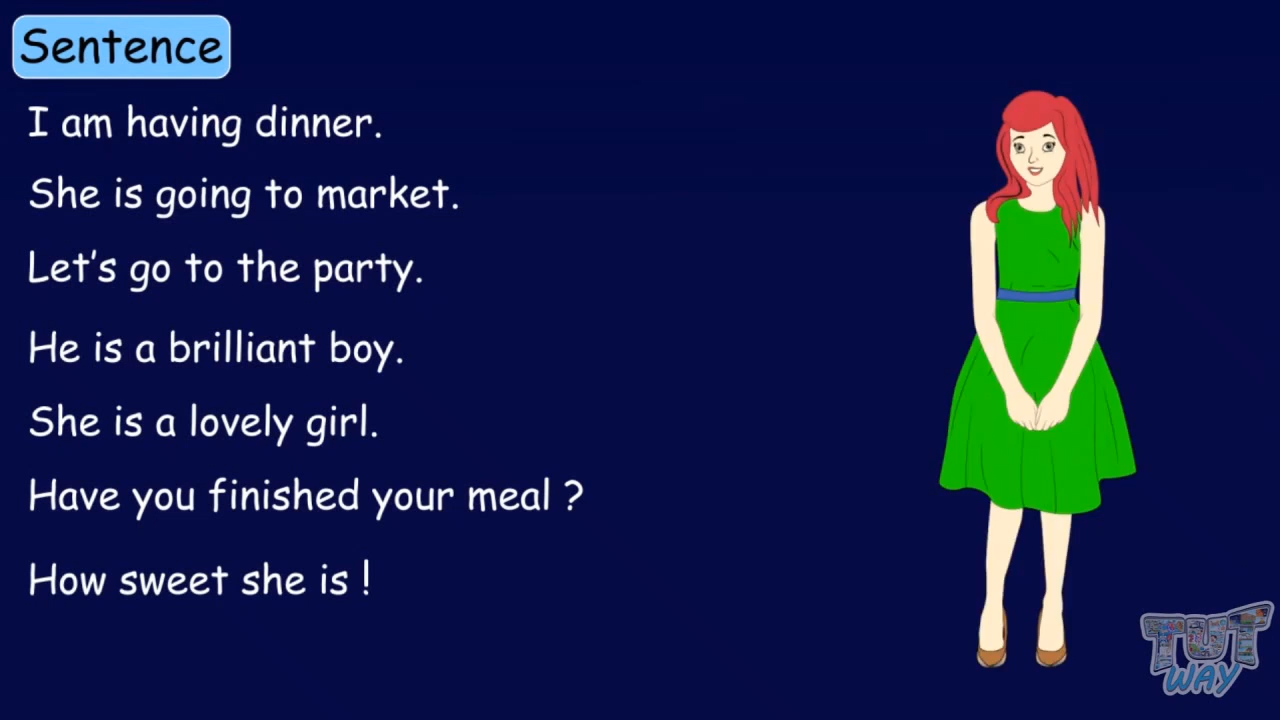 Sentence
I am having dinner.
She is going to market.
Let's go to the party.
He is a brilliant boy.
She is a lovely girl.
Have you finished your meal ?
How sweet she is !
TUT
WAY